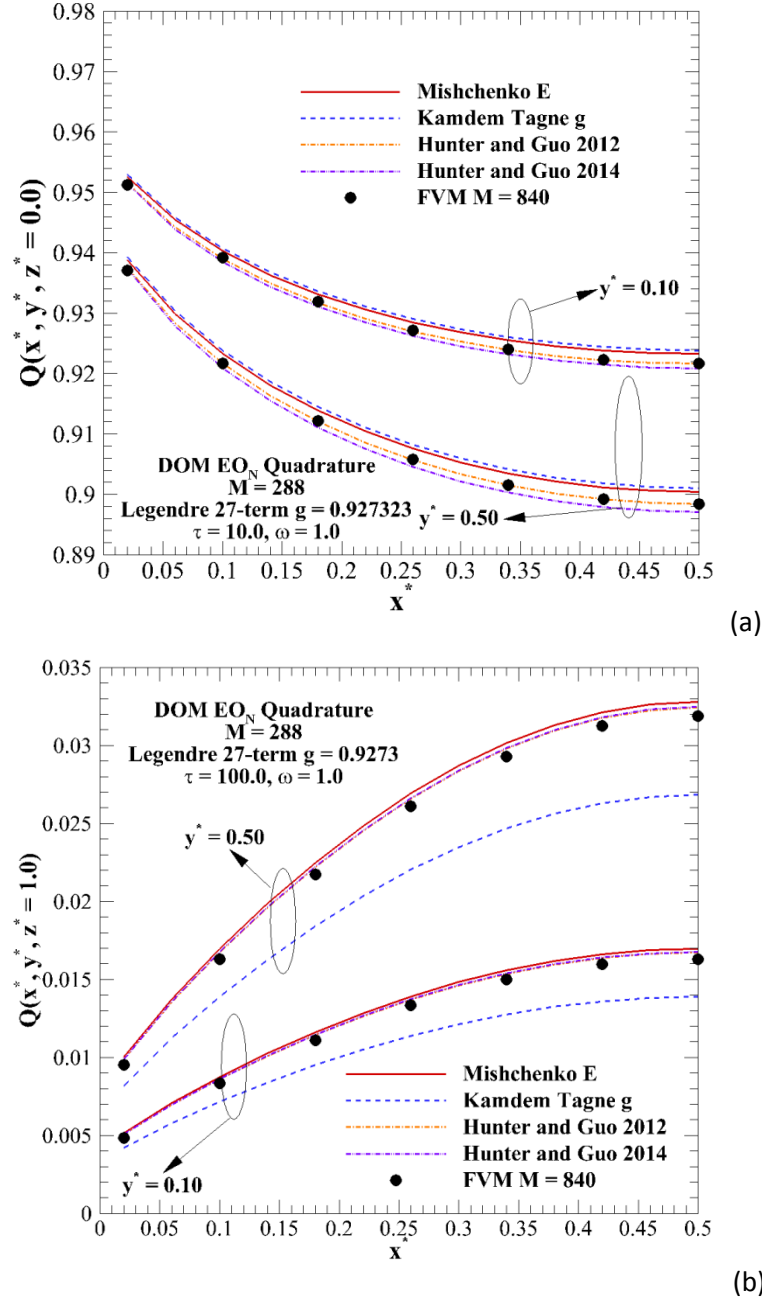 0.98
0.97
0.96
0.95
0.94
0.93
0.92
0.91
0.9
0.89
Q(x*, y*, z* = 0.0)
Mishchenko E
Kamdem Tagne g
Hunter and Guo 2012
Hunter and Guo 2014
FVM M = 840
y* = 0.10
DOM EO_N Quadrature
M = 288
Legendre 27-term g = 0.927323
τ = 10.0, ω = 1.0
y* = 0.50
0 0.05 0.1 0.15 0.2 0.25 0.3 0.35 0.4 0.45 0.5
x*
(a)
0.035
0.03
0.025
0.02
0.015
0.01
0.005
0
Q(x*, y*, z* = 1.0)
DOM EO_N Quadrature
M = 288
Legendre 27-term g = 0.9273
τ = 100.0, ω = 1.0
y* = 0.50
Mishchenko E
Kamdem Tagne g
Hunter and Guo 2012
Hunter and Guo 2014
FVM M = 840
y* = 0.10
0 0.05 0.1 0.15 0.2 0.25 0.3 0.35 0.4 0.45 0.5
x*
(b)